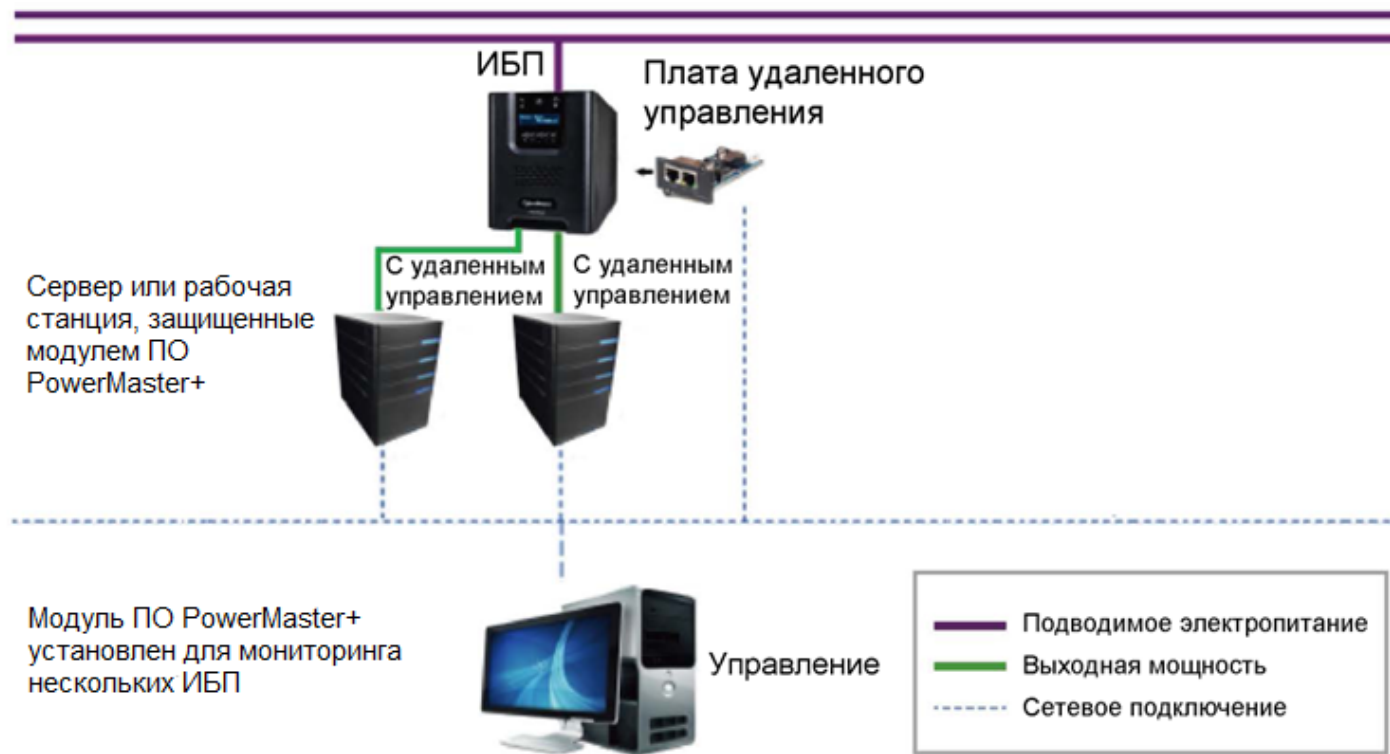 ИБП
Плата удаленного
управления
С удаленным
управлением
С удаленным
управлением
Сервер или рабочая
станция, защищенные
модулем ПО
PowerMaster+
Модуль ПО PowerMaster+
установлен для мониторинга
нескольких ИБП
Управление
Подводимое электропитание
Выходная мощность
Сетевое подключение